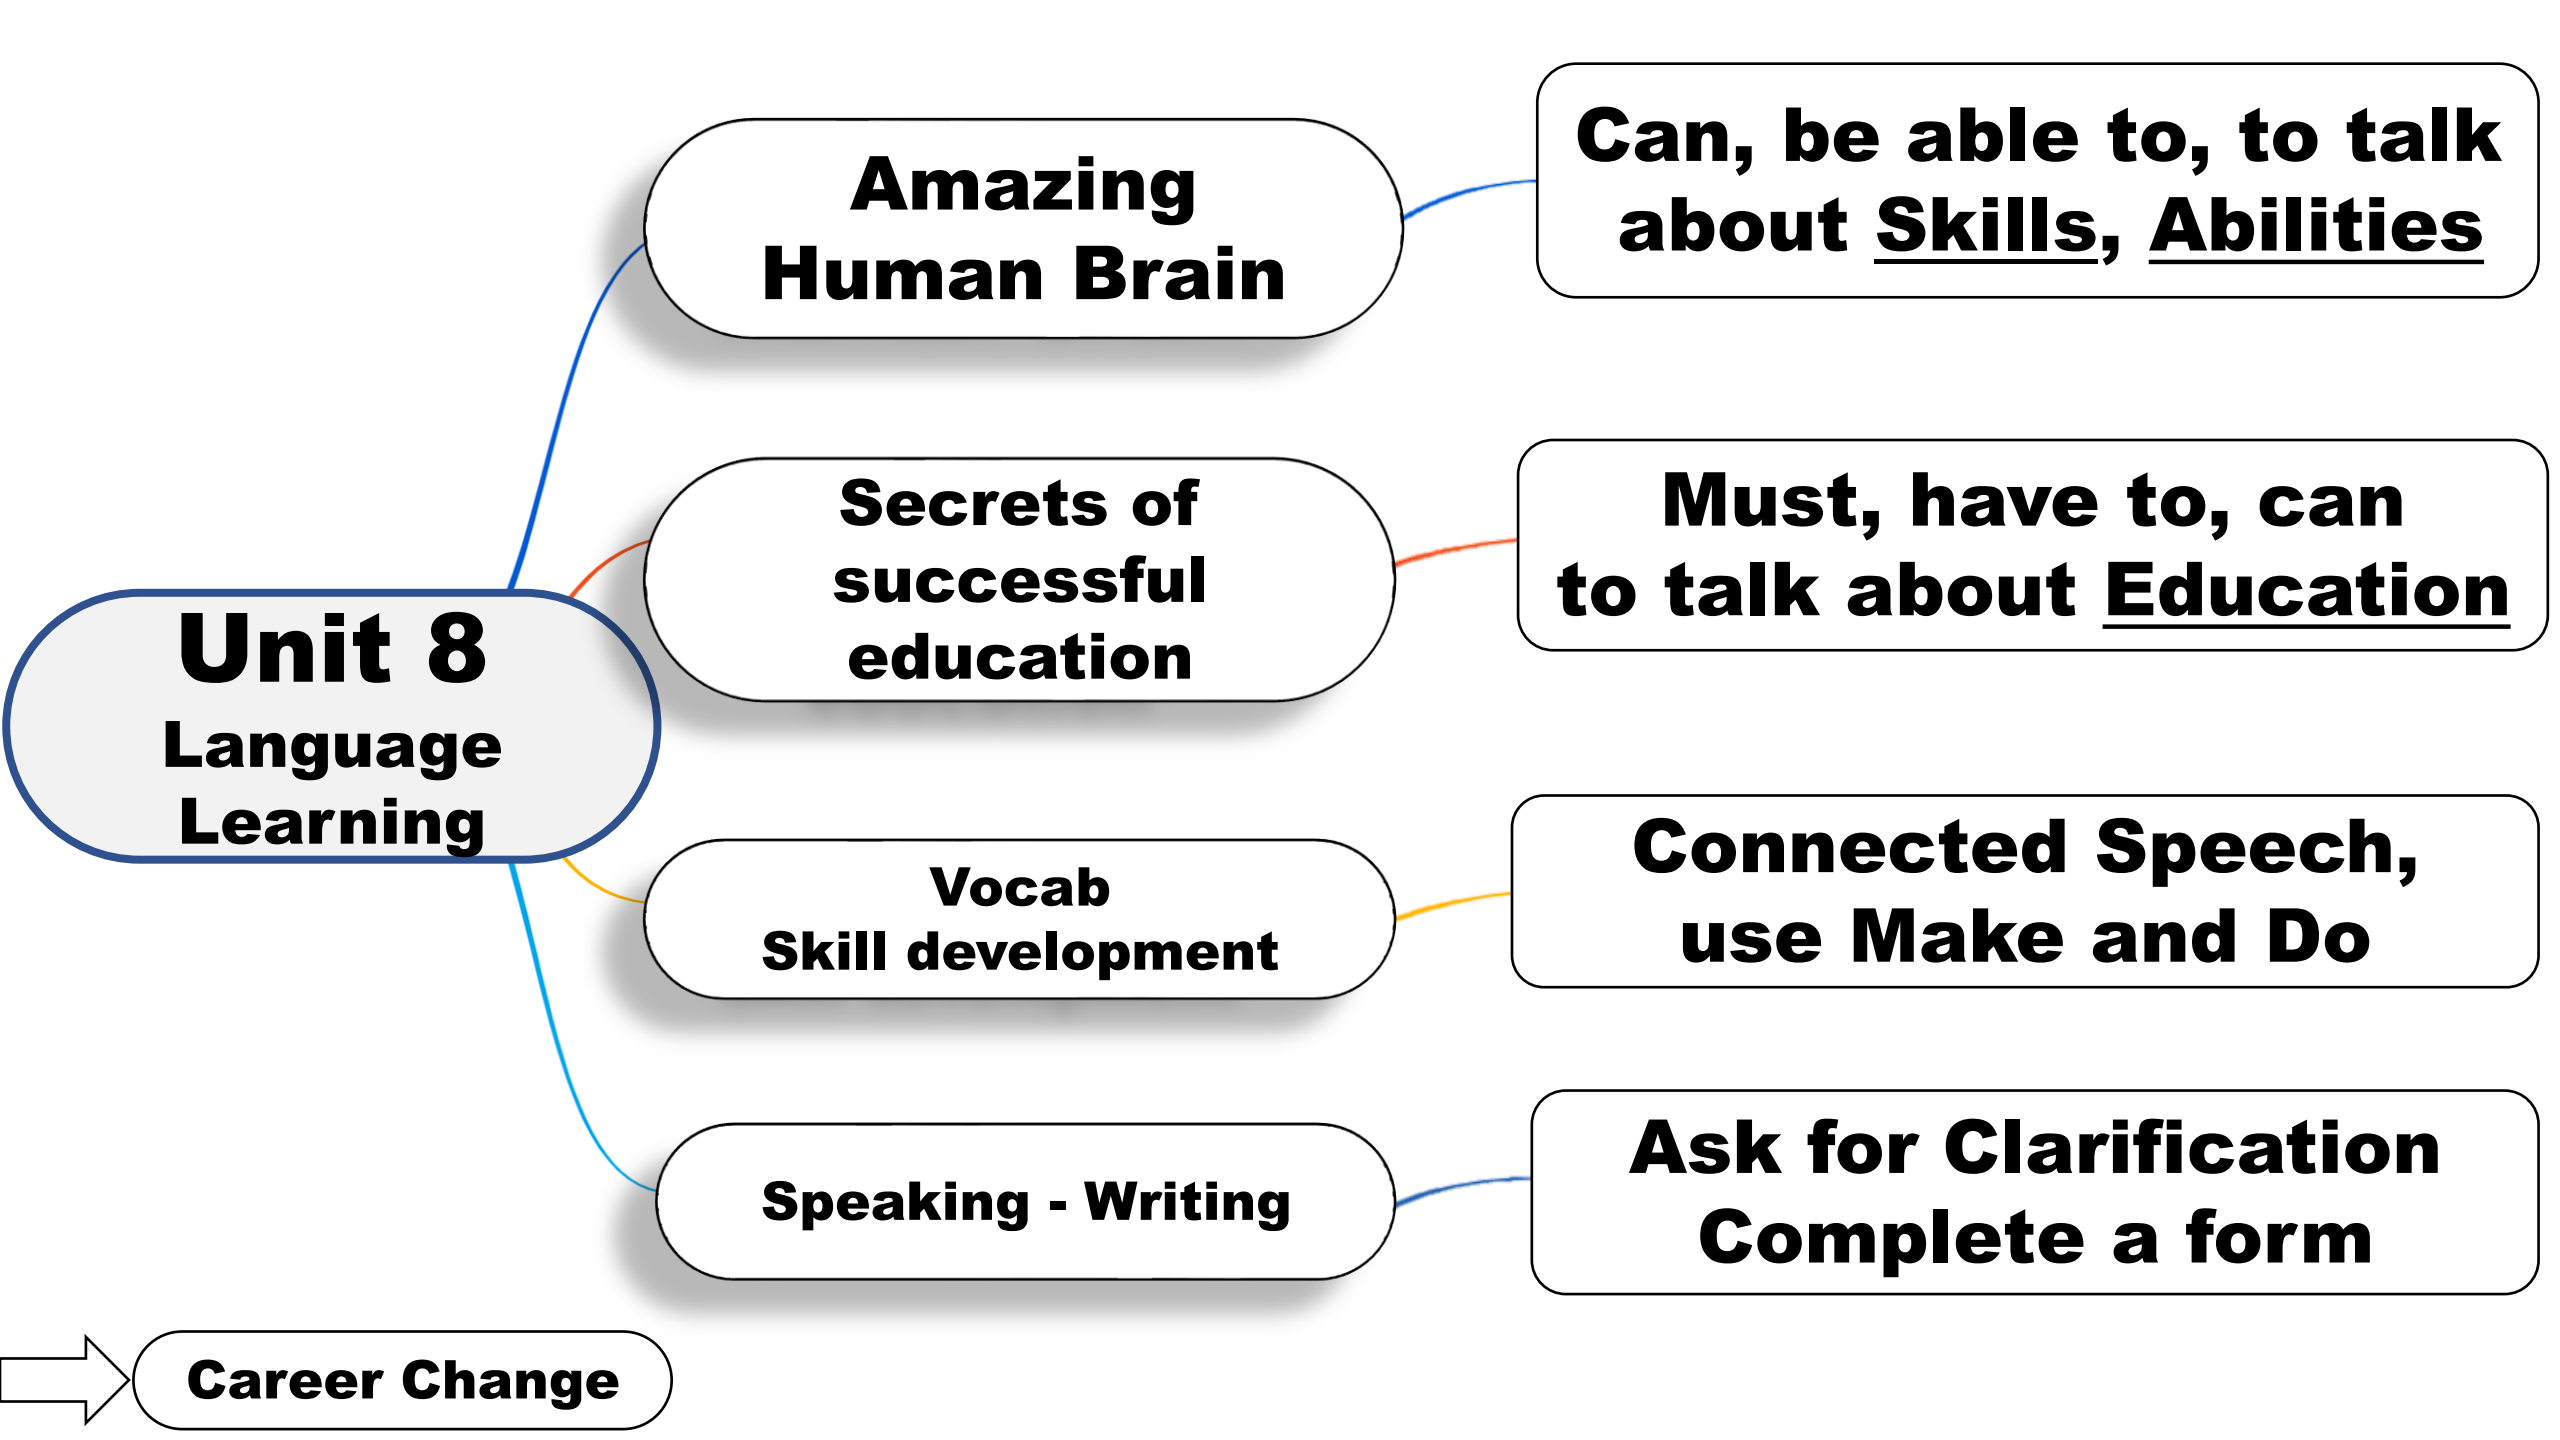 Unit 8
Language
Learning
Amazing
Human Brain
Can, be able to, to talk
about Skills, Abilities
Secrets of
successful
education
Must, have to, can
to talk about Education
Vocab
Skill development
Connected Speech,
use Make and Do
Speaking - Writing
Ask for Clarification
Complete a form
Career Change